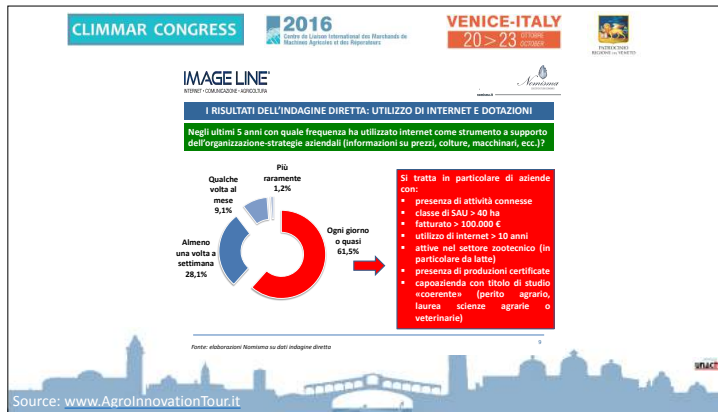 CLIMMAR CONGRESS
2016
Centre de Liaison International des Marchands de
Machines Agricoles et des Réparateurs
VENICE-ITALY
20 > 23 OTTOBRE
OCTOBER
PATROCINIO
REGIONE DEL VENETO
IMAGE LINE®
INTERNET • COMUNICAZIONE • AGRICOLTURA
Nomisma
nomisma.it
I RISULTATI DELL'INDAGINE DIRETTA: UTILIZZO DI INTERNET E DOTAZIONI
Negli ultimi 5 anni con quale frequenza ha utilizzato internet come strumento a supporto
dell'organizzazione-strategie aziendali (informazioni su prezzi, colture, macchinari, ecc.)?
Più
raramente
1,2%
Qualche
volta al
mese
9,1%
Almeno
una volta a
settimana
28,1%
Ogni giorno
o quasi
61,5%
Si tratta in particolare di aziende
con:
▪ presenza di attività connesse
▪ classe di SAU > 40 ha
▪ fatturato > 100.000 €
▪ utilizzo di internet > 10 anni
▪ attive nel settore zootecnico (in
particolare da latte)
▪ presenza di produzioni certificate
▪ capoazienda con titolo di studio
«coerente» (perito agrario,
laurea scienze agrarie o
veterinarie)
Fonte: elaborazioni Nomisma su dati indagine diretta
Source: www.AgroInnovationTour.it